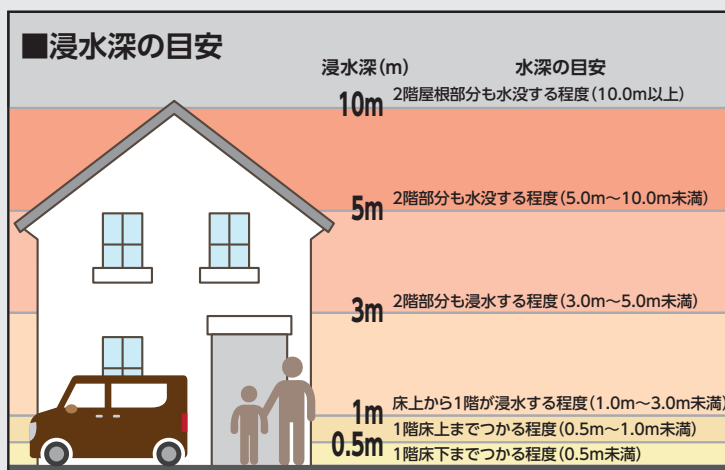 ■浸水深の目安
浸水深(m) 水深の目安
10m 2階屋根部分も水没する程度(10.0m以上)
5m 2階部分も水没する程度(5.0m～10.0m未満)
3m 2階部分も浸水する程度(3.0m～5.0m未満)
1m 床上から1階が浸水する程度(1.0m～3.0m未満)
1階床上までつかる程度(0.5m～1.0m未満)
0.5m 1階床下までつかる程度(0.5m未満)